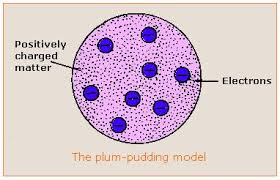 Positively
charged
matter
Electrons
The plum-pudding model